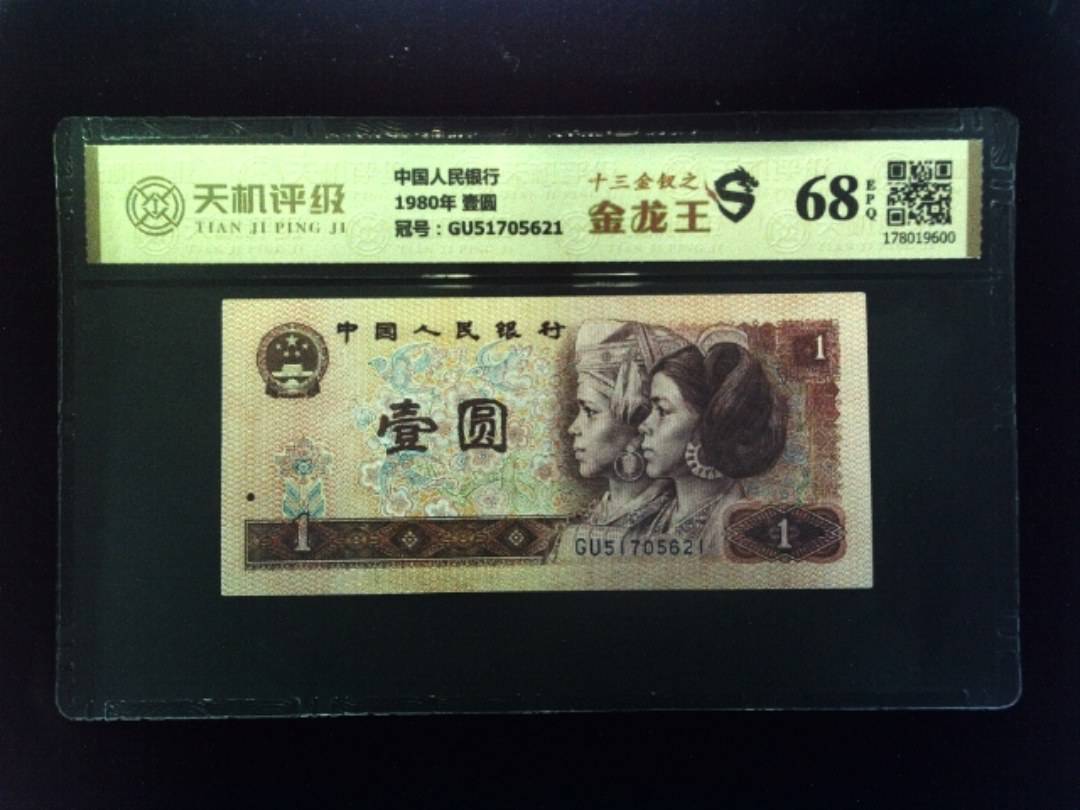 天机评级
TIAN JI PING JI
中国人民银行
1980年 壹圆
冠号：GU51705621
十三金钗之
金龙王
68
EPQ
178019600
中国人民银行
1
壹圆
1
GU51705621
1